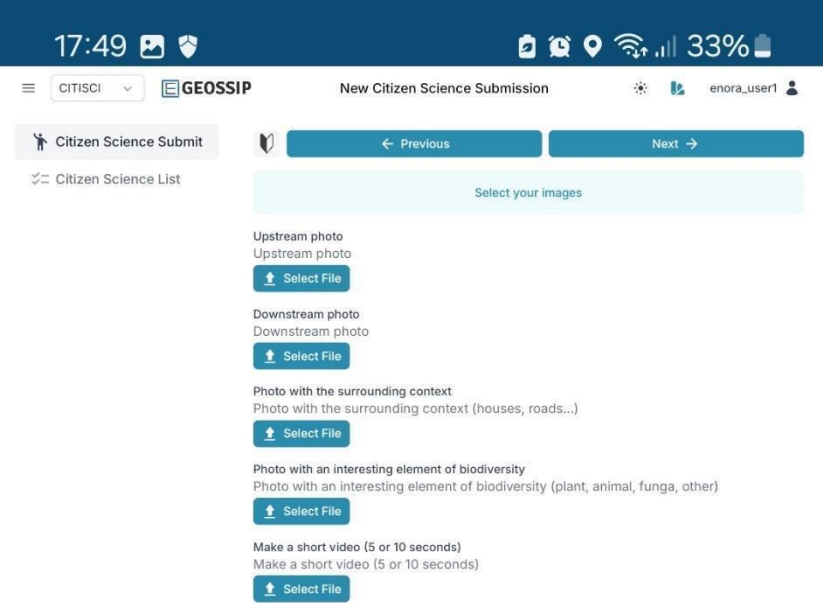 17:49 33%
CITISCI GEOSSIP New Citizen Science Submission enora_user1
Citizen Science Submit
Citizen Science List
← Previous Next →
Select your images
Upstream photo
Upstream photo
Select File
Downstream photo
Downstream photo
Select File
Photo with the surrounding context
Photo with the surrounding context (houses, roads...)
Select File
Photo with an interesting element of biodiversity
Photo with an interesting element of biodiversity (plant, animal, funga, other)
Select File
Make a short video (5 or 10 seconds)
Make a short video (5 or 10 seconds)
Select File